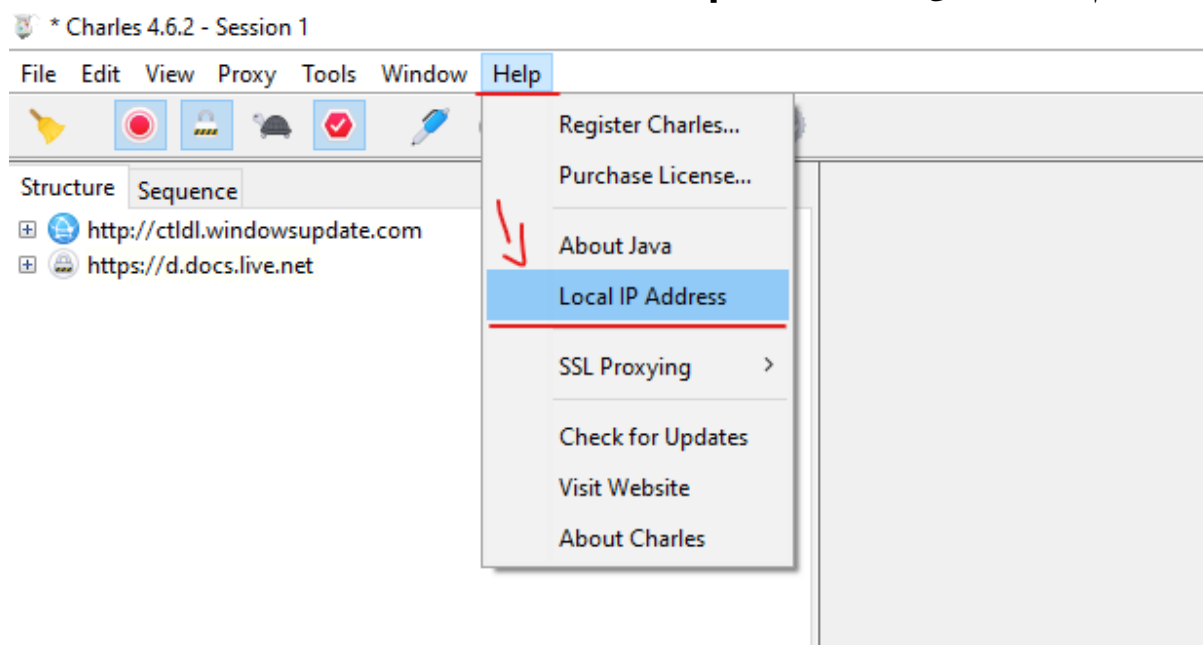 * Charles 4.6.2 - Session 1
File Edit View Proxy Tools Window Help
Register Charles...
Purchase License...
Structure Sequence
http://ctldl.windowsupdate.com
https://d.docs.live.net
About Java
Local IP Address
SSL Proxying
Check for Updates
Visit Website
About Charles